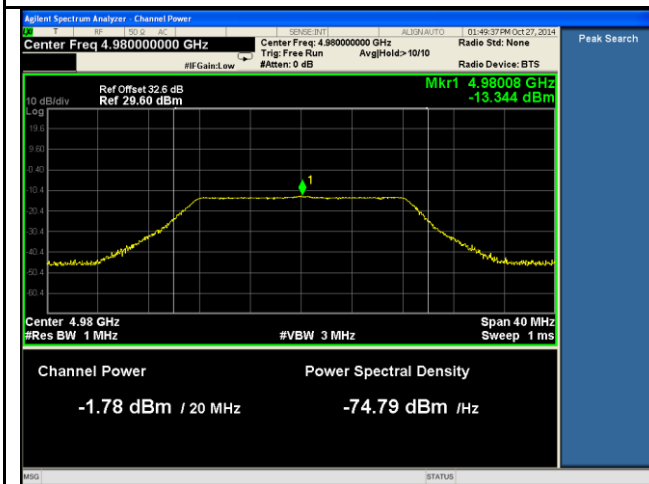 Agilent Spectrum Analyzer - Channel Power
T RF 50 Ω AC SENSE:INT ALIGN AUTO 01:49:37 PM Oct 27, 2014
Center Freq 4.980000000 GHz Center Freq: 4.980000000 GHz Radio Std: None Peak Search
Trig: Free Run Avg|Hold:>10/10
#IFGain:Low #Atten: 0 dB Radio Device: BTS
Ref Offset 32.6 dB Mkr1 4.98008 GHz
10 dB/div Ref 29.60 dBm -13.344 dBm
Log
19.6
9.60
-0.40
-10.4
1
-20.4
-30.4
-40.4
-50.4
-60.4
Center 4.98 GHz Span 40 MHz
#Res BW 1 MHz #VBW 3 MHz Sweep 1 ms
Channel Power Power Spectral Density
-1.78 dBm / 20 MHz -74.79 dBm /Hz
MSG STATUS